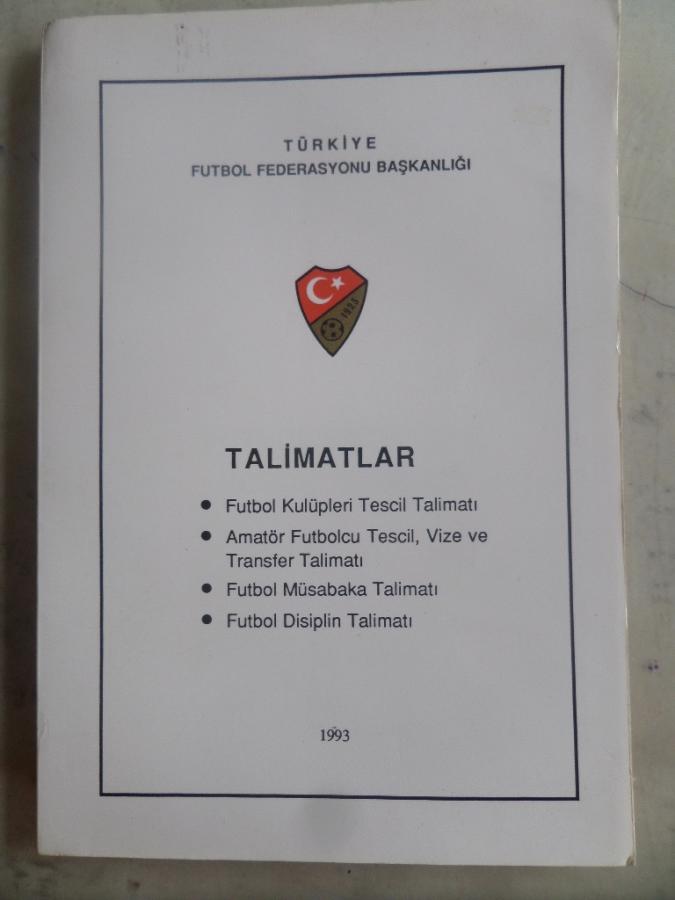 TÜRKİYE
FUTBOL FEDERASYONU BAŞKANLIĞI
1923
TALİMATLAR
● Futbol Kulüpleri Tescil Talimatı
● Amatör Futbolcu Tescil, Vize ve
Transfer Talimatı
● Futbol Müsabaka Talimatı
● Futbol Disiplin Talimatı
1993